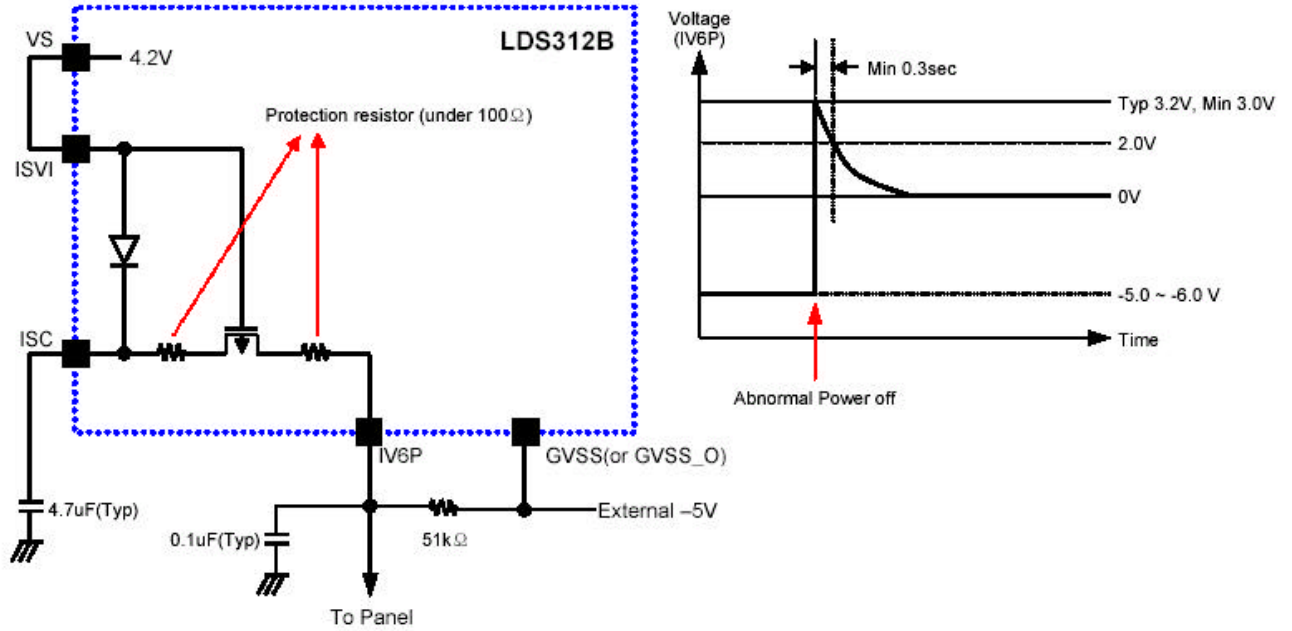 VS
4.2V
LDS312B
Protection resistor (under 100Ω)
ISVI
ISC
IV6P
GVSS(or GVSS_O)
4.7uF(Typ)
0.1uF(Typ)
51kΩ
External –5V
To Panel
Voltage
(IV6P)
Min 0.3sec
Typ 3.2V, Min 3.0V
2.0V
0V
-5.0 ~ -6.0 V
Time
Abnormal Power off